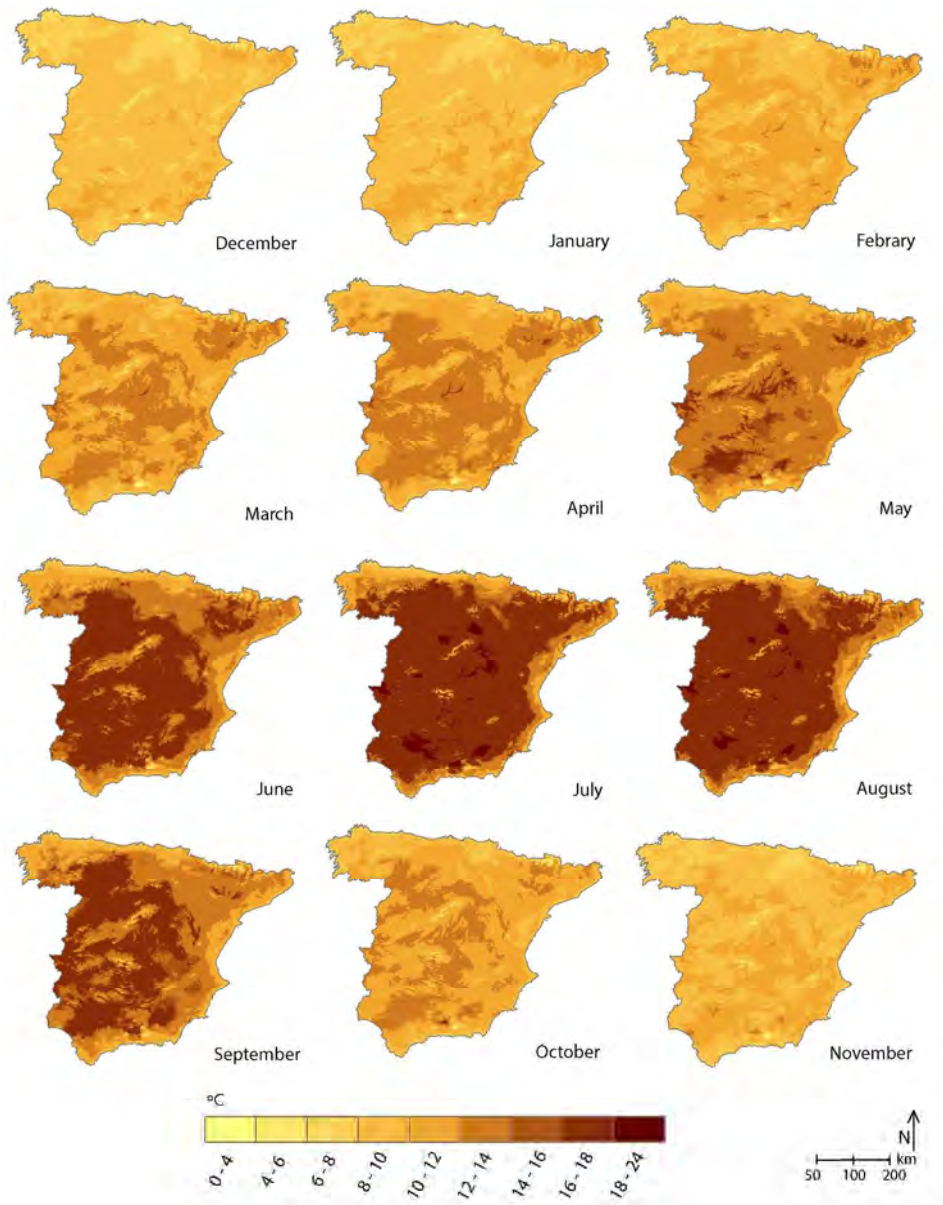 December
January
Febrary
March
April
May
June
July
August
September
October
November
ºC
0 - 4
4 - 6
6 - 8
8 - 10
10 - 12
12 - 14
14 - 16
16 - 18
18 - 24
N
km
50 100 200